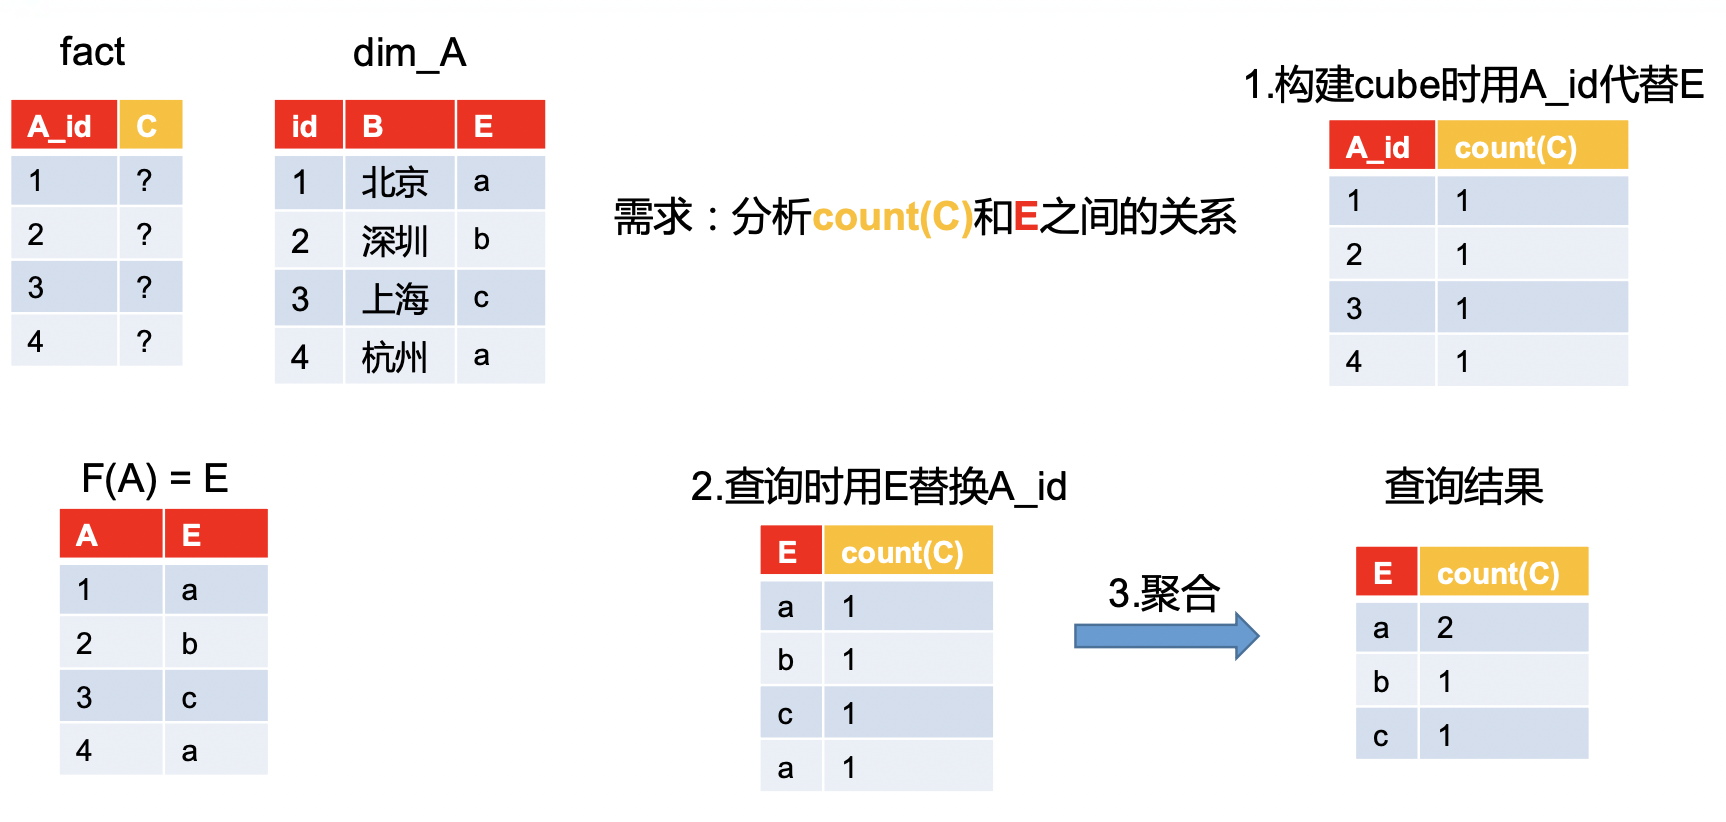 fact
A_id C
1 ?
2 ?
3 ?
4 ?
dim_A
id B E
1 北京 a
2 深圳 b
3 上海 c
4 杭州 a
需求：分析count(C)和E之间的关系
1.构建cube时用A_id代替E
A_id count(C)
1 1
2 1
3 1
4 1
F(A) = E
A E
1 a
2 b
3 c
4 a
2.查询时用E替换A_id
E count(C)
a 1
b 1
c 1
a 1
3.聚合
查询结果
E count(C)
a 2
b 1
c 1